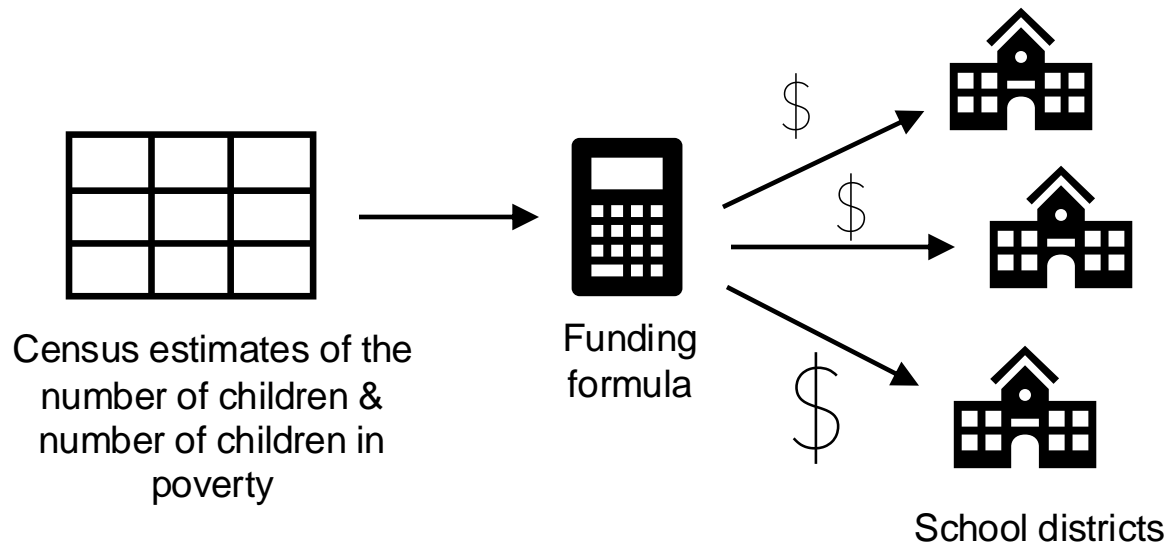 $
$
Census estimates of the
number of children &
number of children in
poverty
Funding
formula
$
School districts